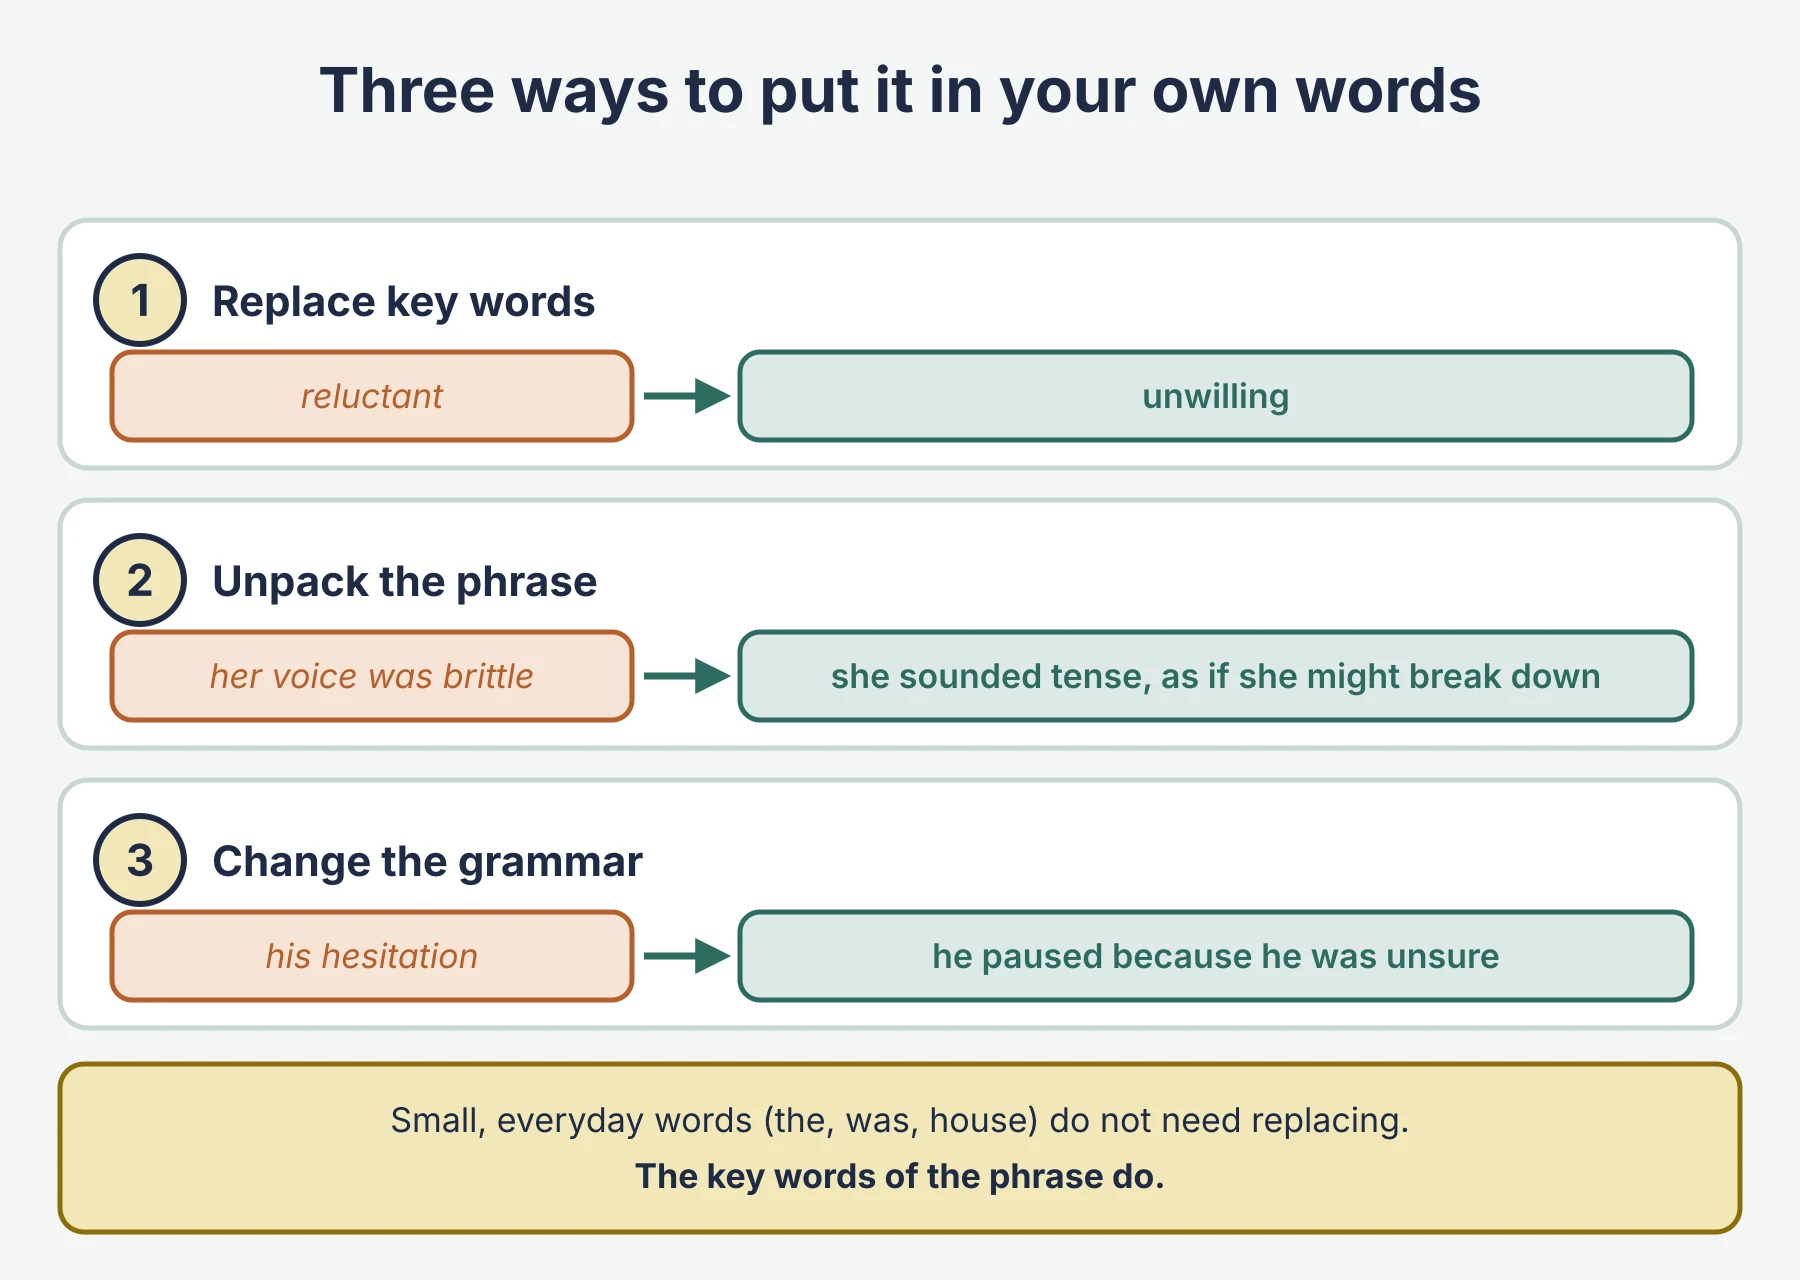 Three ways to put it in your own words
1
Replace key words
reluctant
unwilling
2
Unpack the phrase
her voice was brittle
she sounded tense, as if she might break down
3
Change the grammar
his hesitation
he paused because he was unsure
Small, everyday words (the, was, house) do not need replacing.
The key words of the phrase do.